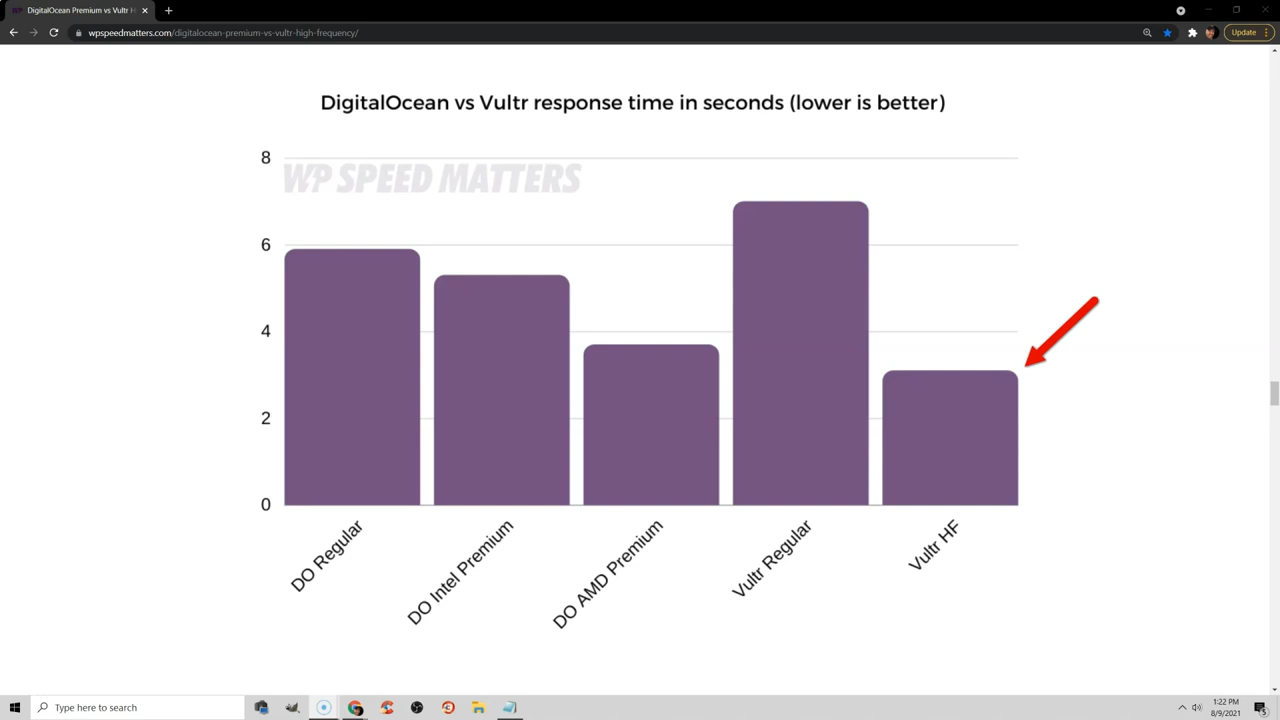 DigitalOcean Premium vs Vultr H
wpspeedmatters.com/digitalocean-premium-vs-vultr-high-frequency/
Update
DigitalOcean vs Vultr response time in seconds (lower is better)
WP SPEED MATTERS
8
6
4
2
0
DO Regular
DO Intel Premium
DO AMD Premium
Vultr Regular
Vultr HF
Type here to search
1:22 PM
8/9/2021
5